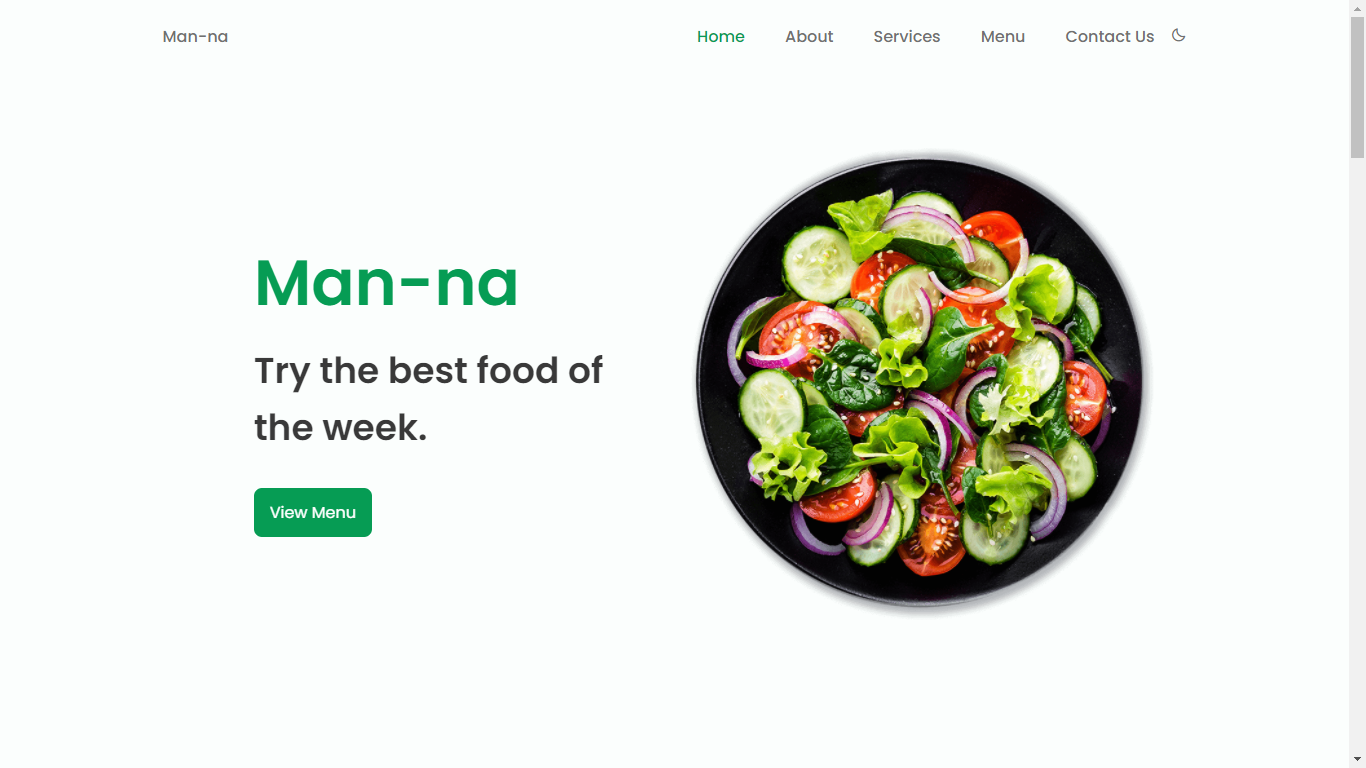 Man-na
Home About Services Menu Contact Us
Man-na
Try the best food of
the week.
View Menu